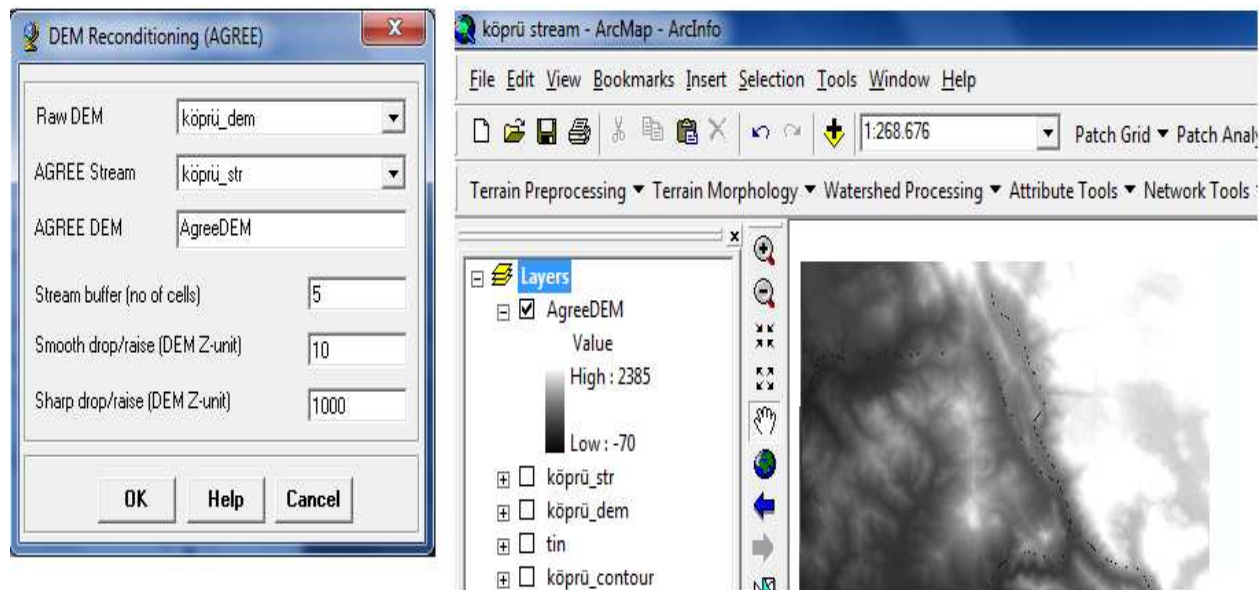 DEM Reconditioning (AGREE)
Raw DEM köprü_dem
AGREE Stream köprü_str
AGREE DEM AgreeDEM
Stream buffer (no of cells) 5
Smooth drop/raise (DEM Z-unit) 10
Sharp drop/raise (DEM Z-unit) 1000
OK Help Cancel
köprü stream - ArcMap - ArcInfo
File Edit View Bookmarks Insert Selection Tools Window Help
1:268.676 Patch Grid Patch Analy
Terrain Preprocessing Terrain Morphology Watershed Processing Attribute Tools Network Tools
Layers
AgreeDEM
Value
High : 2385
Low : -70
köprü_str
köprü_dem
tin
köprü_contour